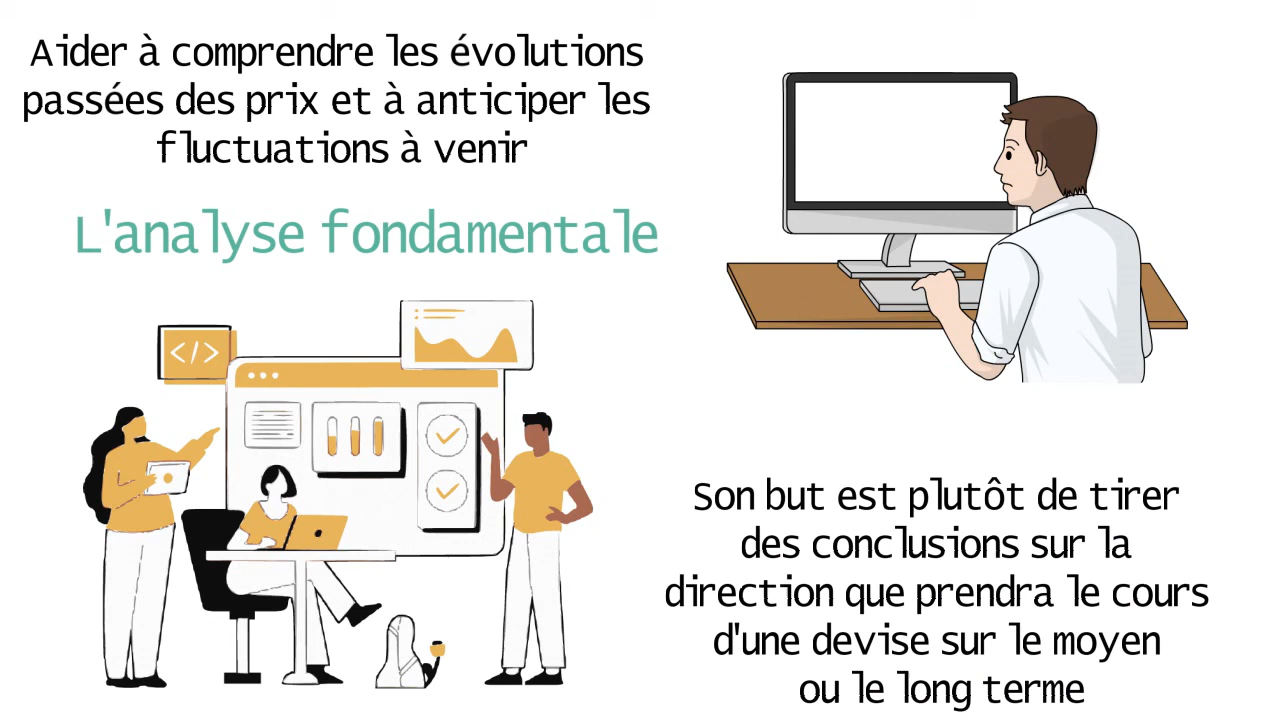 Aider à comprendre les évolutions
passées des prix et à anticiper les
fluctuations à venir
L'analyse fondamentale
</>
Son but est plutôt de tirer
des conclusions sur la
direction que prendra le cours
d'une devise sur le moyen
ou le long terme